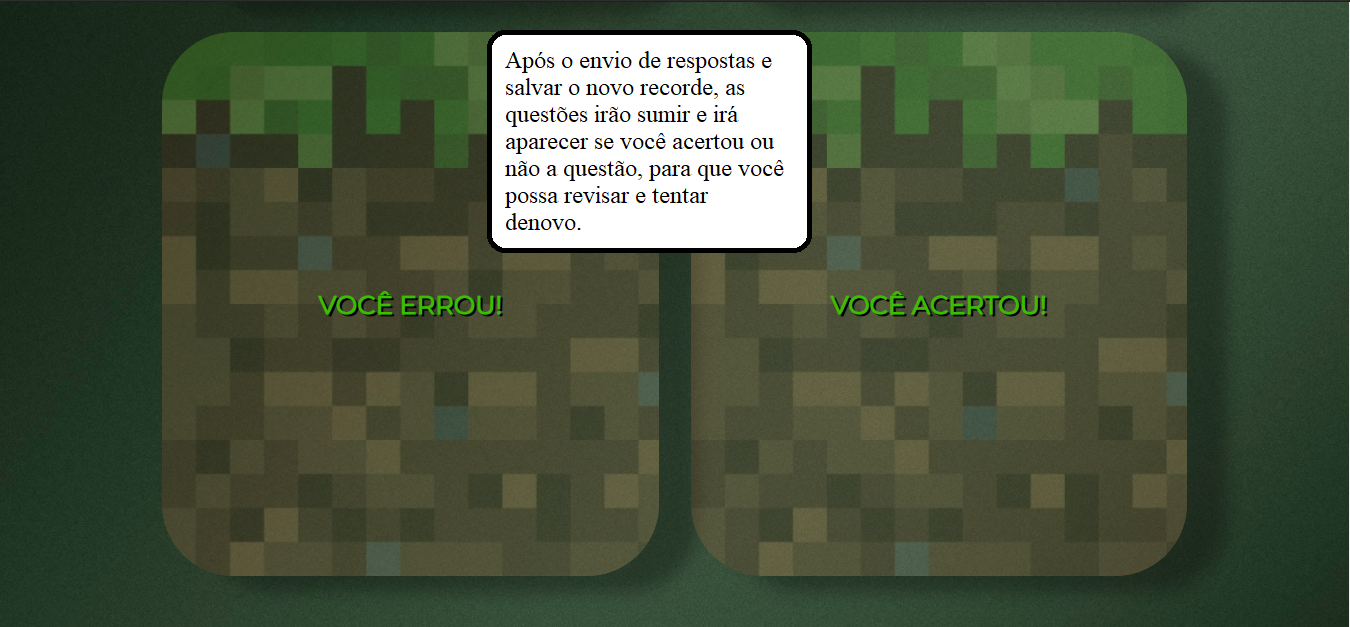 Após o envio de respostas e
salvar o novo recorde, as
questões irão sumir e irá
aparecer se você acertou ou
não a questão, para que você
possa revisar e tentar
denovo.
VOCÊ ERROU!
VOCÊ ACERTOU!